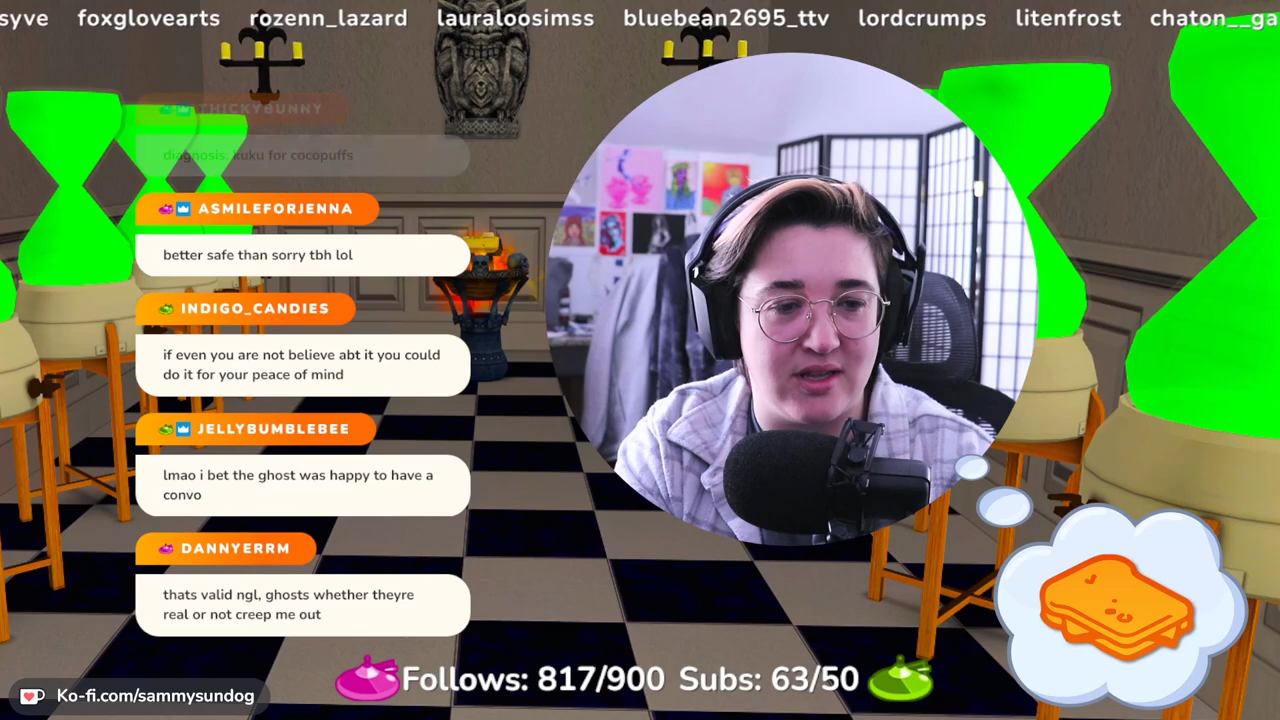 syve foxglovearts rozenn_lazard lauraloosimss bluebean2695_ttv lordcrumps litenfrost chaton__ga
THICKYBUNNY
diagnosis: kuku for cocopuffs
ASMILEFORJENNA
better safe than sorry tbh lol
INDIGO_CANDIES
if even you are not believe abt it you could
do it for your peace of mind
JELLYBUMBLEBEE
lmao i bet the ghost was happy to have a
convo
DANNYERRM
thats valid ngl, ghosts whether theyre
real or not creep me out
Follows: 817/900 Subs: 63/50
Ko-fi.com/sammysundog